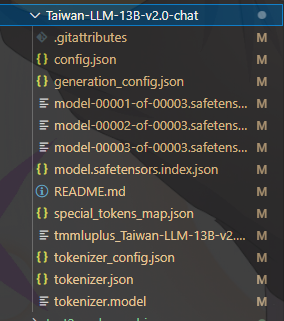 Taiwan-LLM-13B-v2.0-chat
.gitattributes M
config.json M
generation_config.json M
model-00001-of-00003.safetens... M
model-00002-of-00003.safetens... M
model-00003-of-00003.safetens... M
model.safetensors.index.json M
README.md M
special_tokens_map.json M
tmmluplus_Taiwan-LLM-13B-v2.... M
tokenizer_config.json M
tokenizer.json M
tokenizer.model M